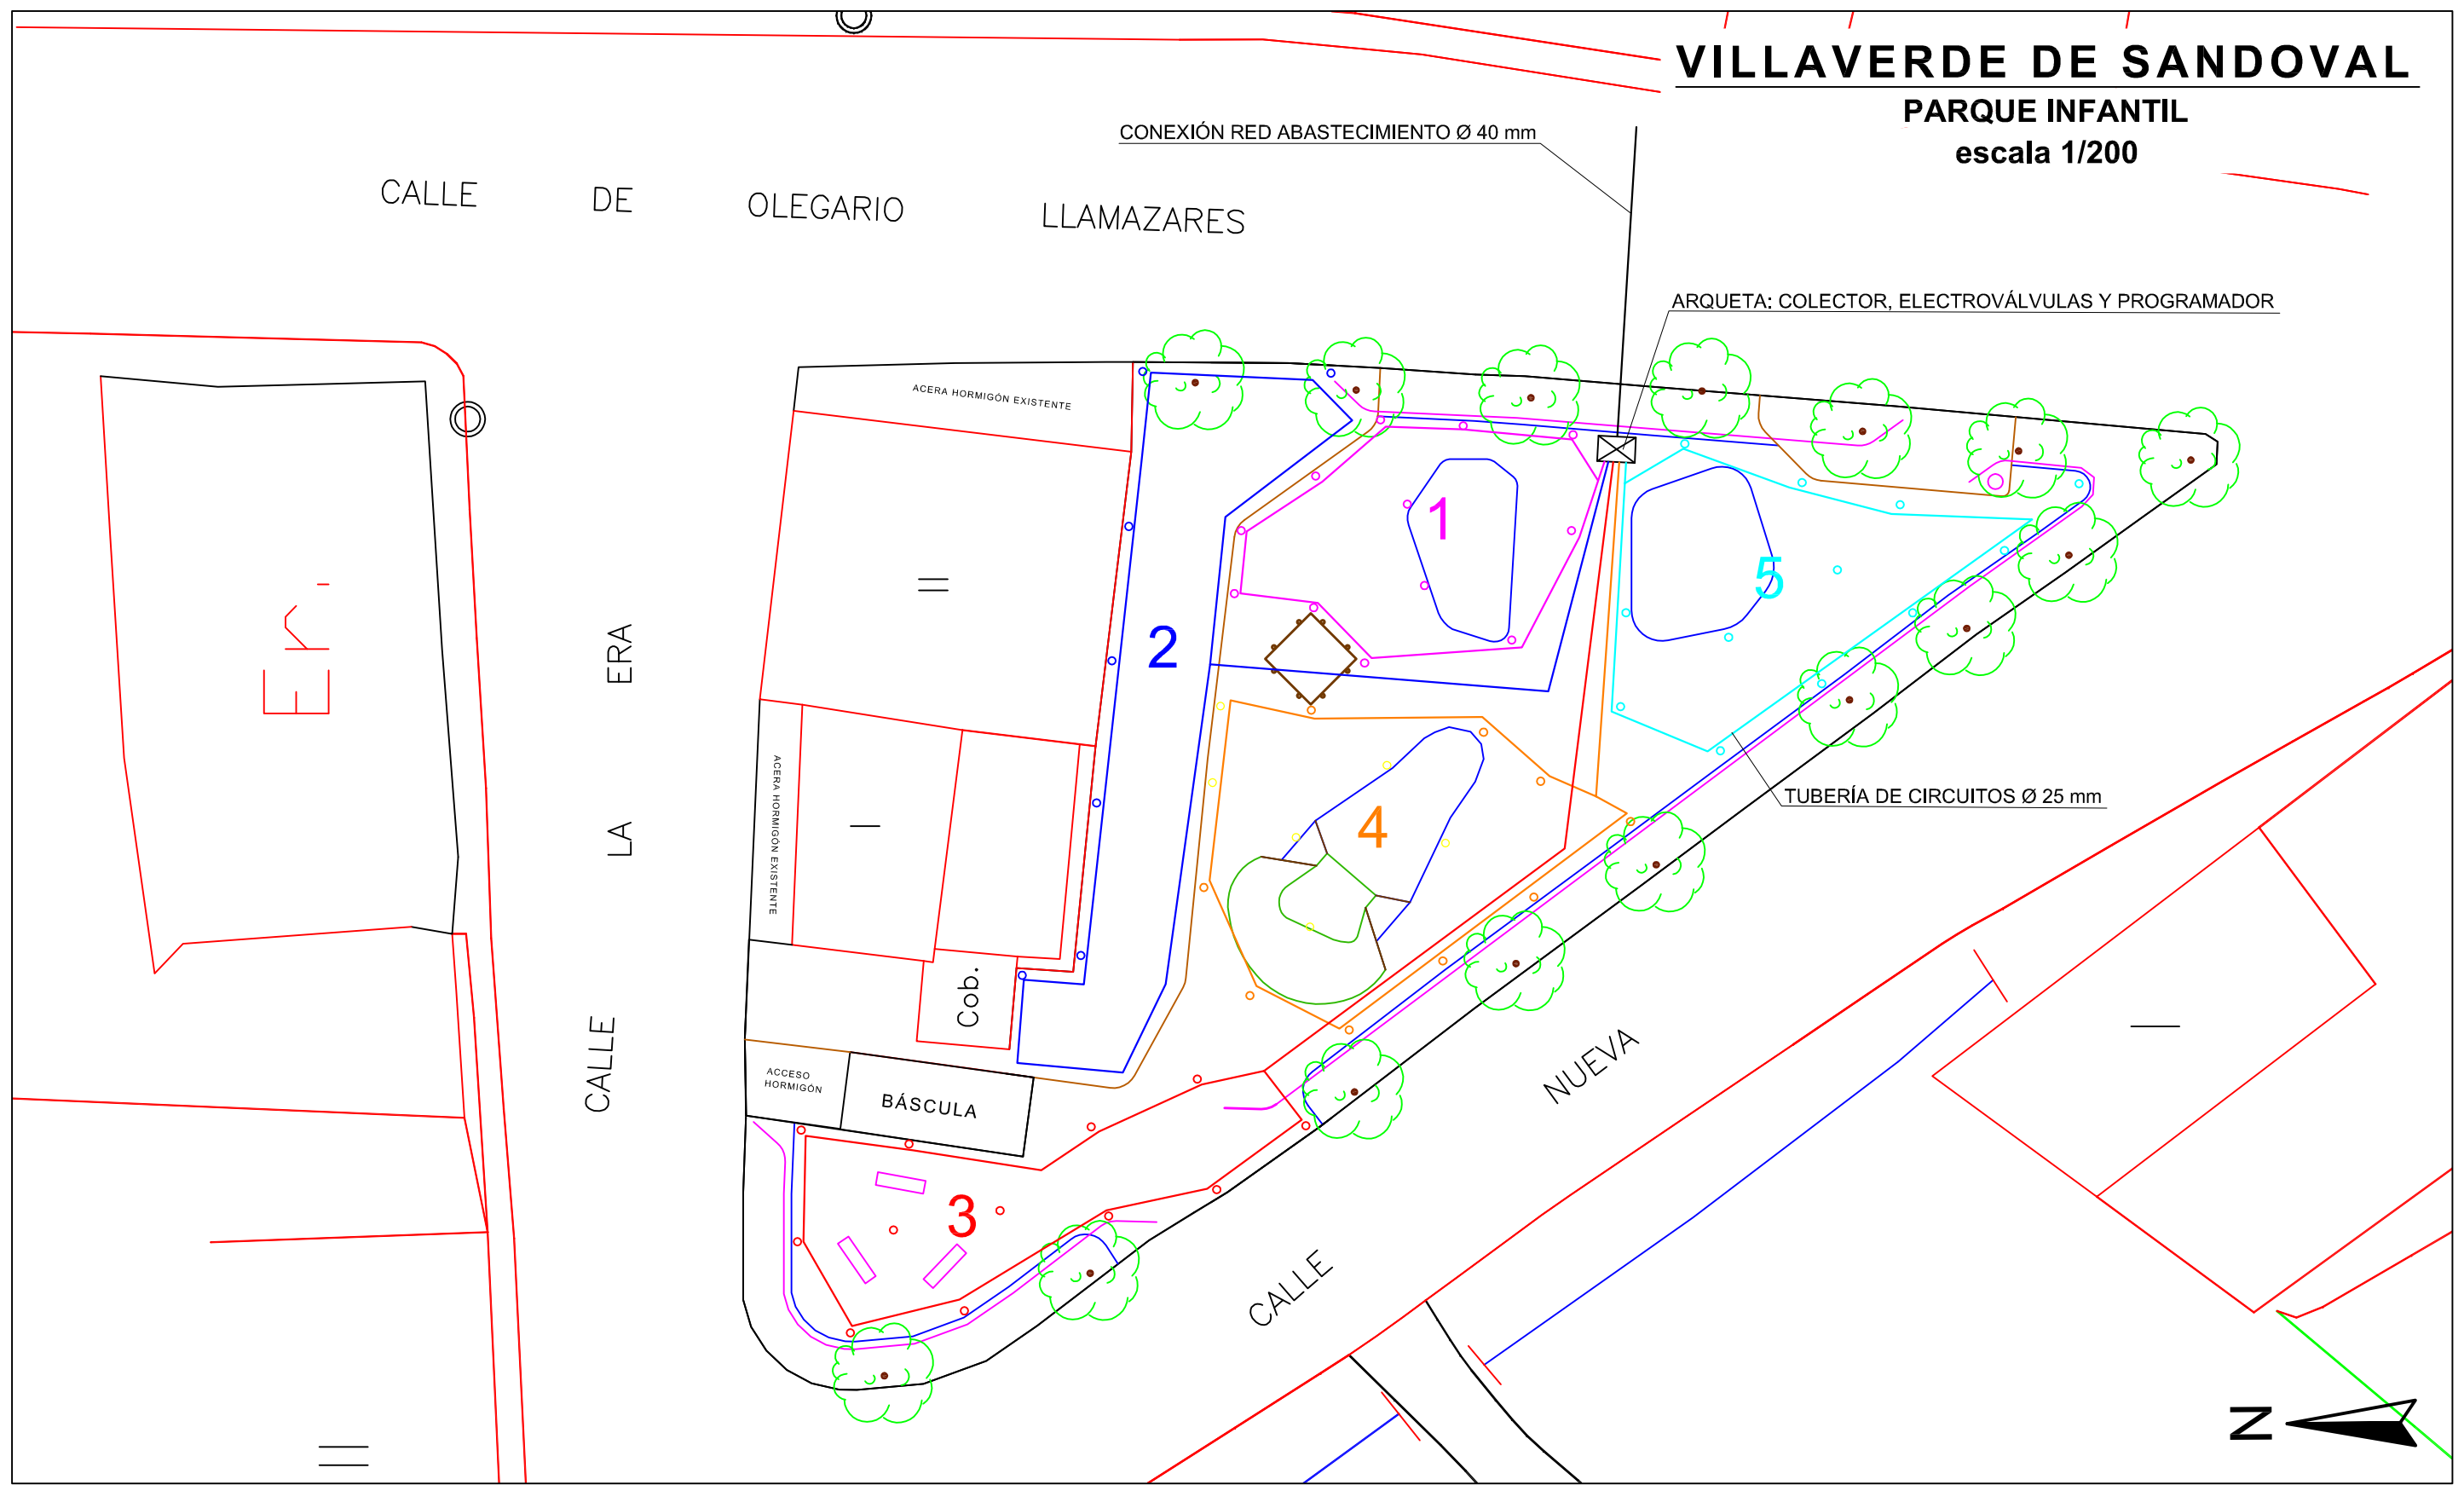 VILLAVERDE DE SANDOVAL
PARQUE INFANTIL
escala 1/200
CONEXIÓN RED ABASTECIMIENTO Ø 40 mm
CALLE DE OLEGARIO LLAMAZARES
ARQUETA: COLECTOR, ELECTROVÁLVULAS Y PROGRAMADOR
ACERA HORMIGÓN EXISTENTE
1
5
2
II
CALLE LA ERA
ACERA HORMIGÓN EXISTENTE
I
4
TUBERÍA DE CIRCUITOS Ø 25 mm
Cob.
ACCESO
HORMIGÓN
BÁSCULA
3
CALLE NUEVA
I
II
N